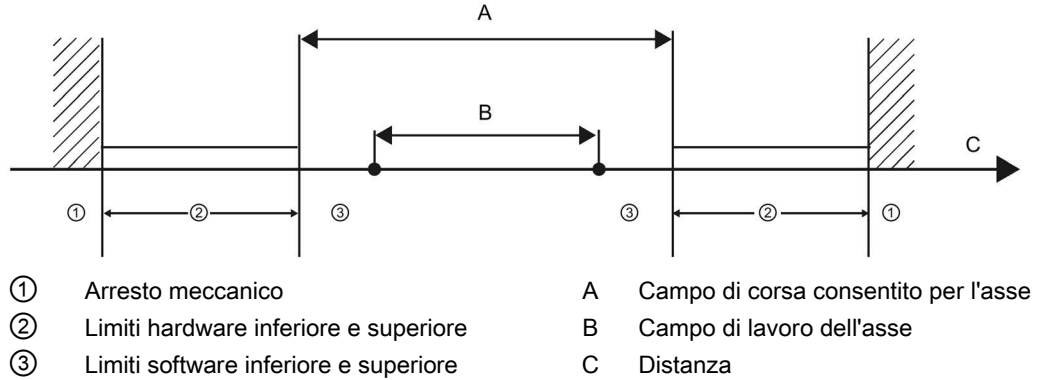 A
B
C
① ② ③ ③ ② ①
① Arresto meccanico A Campo di corsa consentito per l'asse
② Limiti hardware inferiore e superiore B Campo di lavoro dell'asse
③ Limiti software inferiore e superiore C Distanza